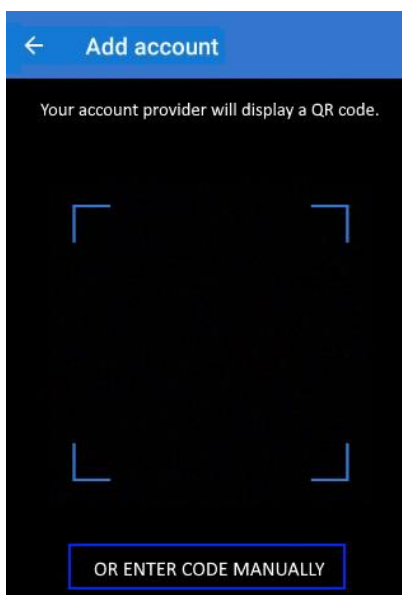 Add account
Your account provider will display a QR code.
OR ENTER CODE MANUALLY